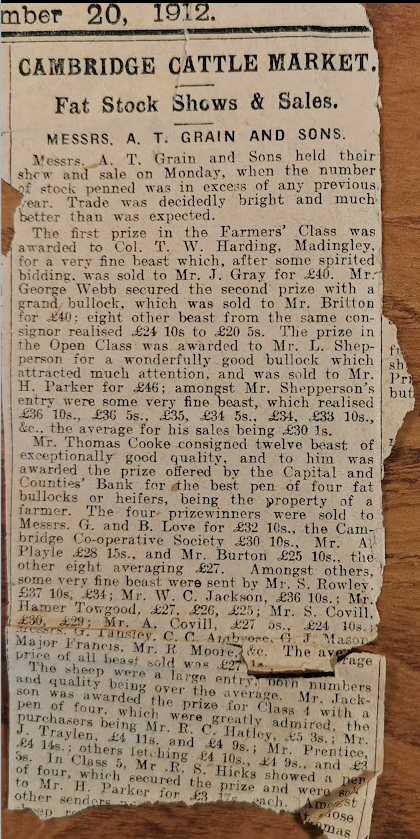 mber 20, 1912.
CAMBRIDGE CATTLE MARKET.
Fat Stock Shows & Sales.
MESSRS. A. T. GRAIN AND SONS.
Messrs. A. T. Grain and Sons held their
show and sale on Monday, when the number
of stock penned was in excess of any previous
year. Trade was decidedly bright and much
better than was expected.
The first prize in the Farmers' Class was
awarded to Col. T. W. Harding, Madingley,
for a very fine beast which, after some spirited
bidding, was sold to Mr. J. Gray for £40. Mr.
George Webb secured the second prize with a
grand bullock, which was sold to Mr. Britton
for £40; eight other beast from the same con-
signor realised £24 10s to £20 5s. The prize in
the Open Class was awarded to Mr. L. Shep-
person for a wonderfully good bullock which
attracted much attention, and was sold to Mr.
H. Parker for £46; amongst Mr. Shepperson's
entry were some very fine beast, which realised
£36 10s., £36 5s., £35, £34 5s., £34, £33 10s.,
&c., the average for his sales being £30 1s.
Mr. Thomas Cooke consigned twelve beast of
exceptionally good quality, and to him was
awarded the prize offered by the Capital and
Counties' Bank for the best pen of four fat
bullocks or heifers, being the property of a
farmer. The four prizewinners were sold to
Messrs. G. and B. Love for £32 10s., the Cam-
bridge Co-operative Society £30 10s., Mr. A.
Playle £28 15s., and Mr. Burton £25 10s., the
other eight averaging £27. Amongst others,
some very fine beast were sent by Mr. S. Rowley,
£37 10s, £34; Mr. W. C. Jackson, £36 10s.; Mr.
Hamer Towgood, £27, £26, £25; Mr. S. Covill,
£30, £29; Mr. A. Covill, £27 5s., £24 10s.;
Messrs. G. Tansley, C. C. Ambrose, G. J. Mason,
Major Francis, Mr. R. Moore, &c. The average
price of all beast sold was £27 1s.
The sheep were a large entry, both numbers
and quality being over the average. Mr. Jack-
son was awarded the prize for Class 4 with a
pen of four, which were greatly admired, the
purchasers being Mr. R. C. Hatley, £5 3s.; Mr.
J. Traylen, £4 11s. and £4 9s.; Mr. Prentice,
£4 14s.; others fetching £4 10s., £4 9s., and £3
5s. In Class 5, Mr. R. S. Hicks showed a pen
of four, which secured the prize and were sold
to Mr. H. Parker for £3 17s. each. Amongst
other senders those
Thomas